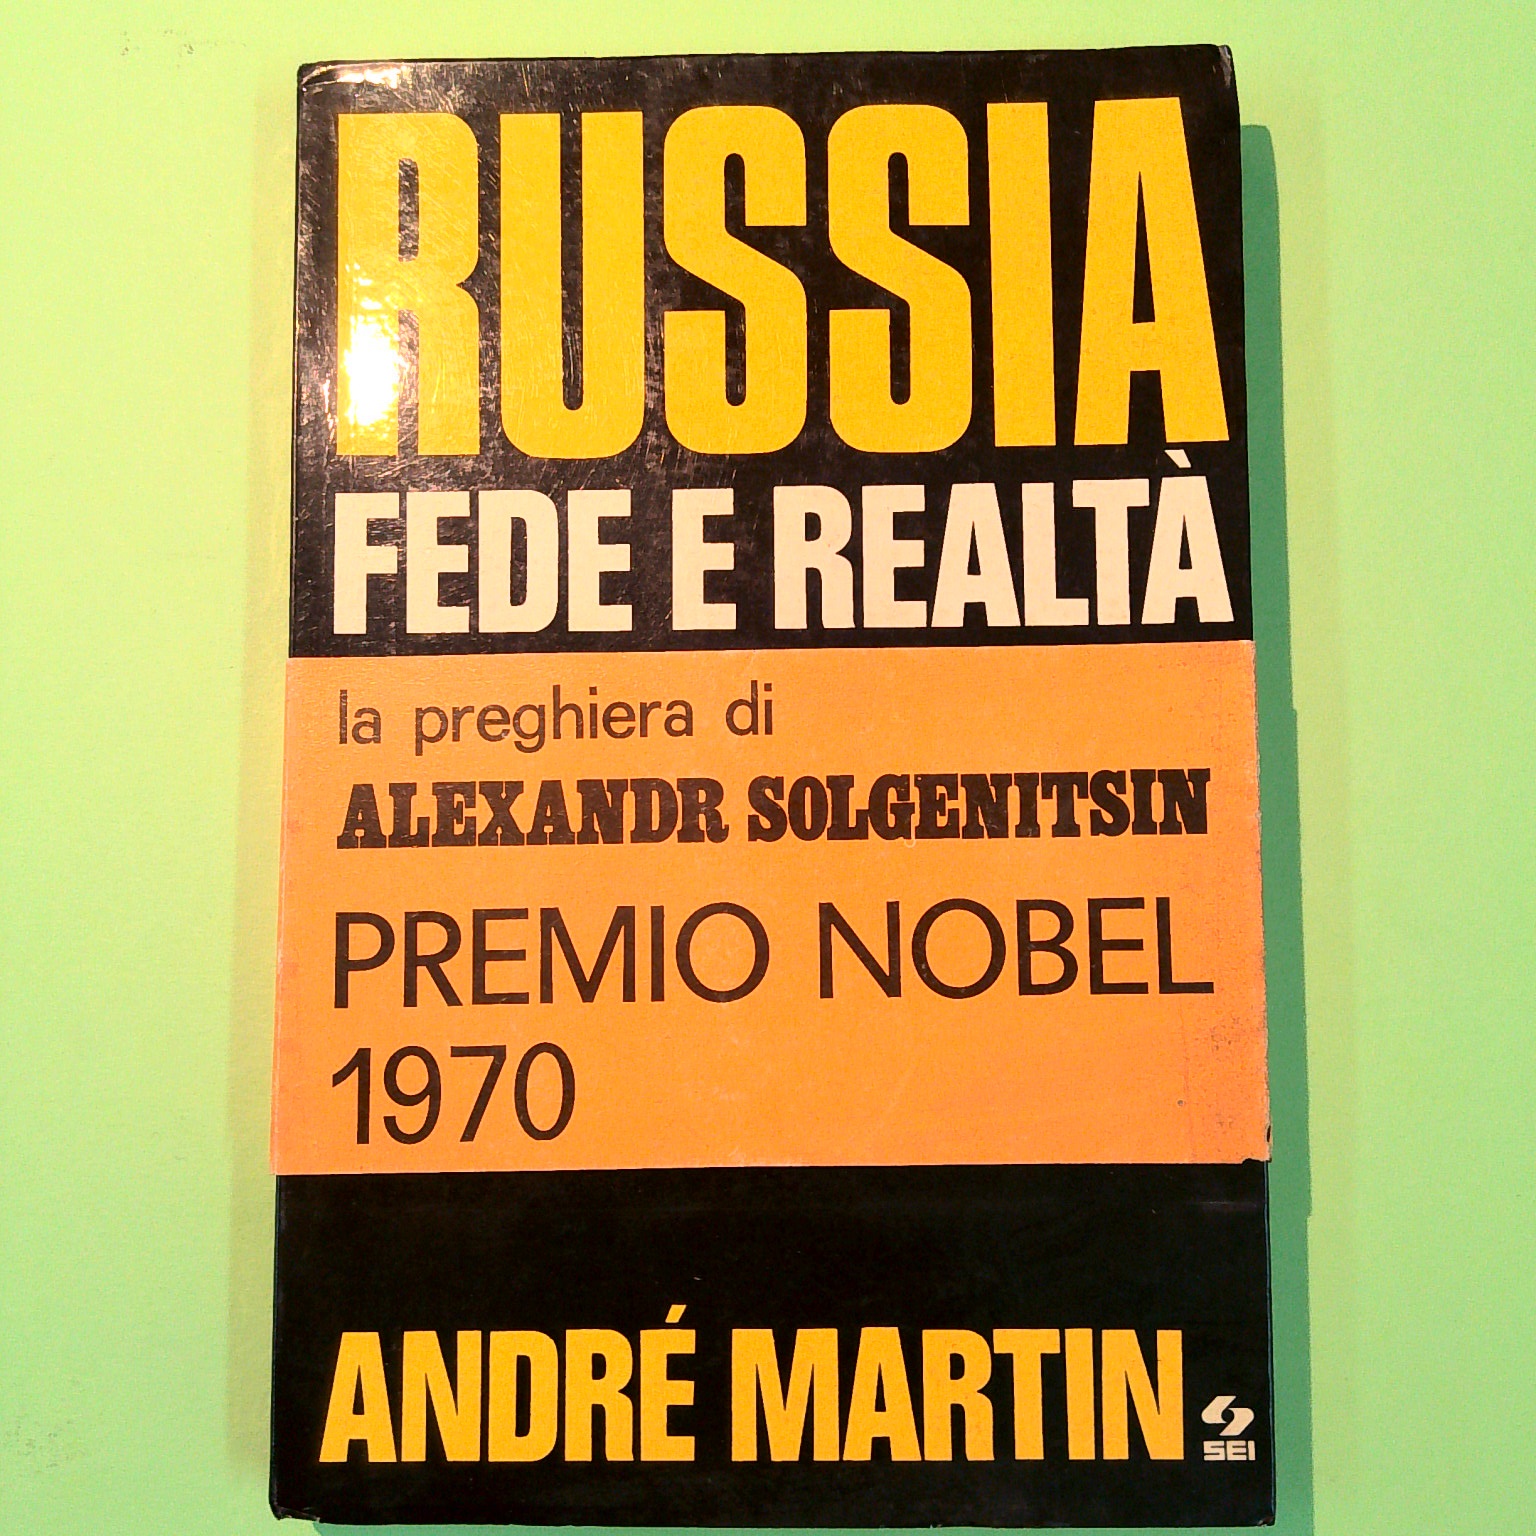 RUSSIA
FEDE E REALTÀ
la preghiera di
ALEXANDR SOLGENITSIN
PREMIO NOBEL
1970
ANDRÉ MARTIN
SEI